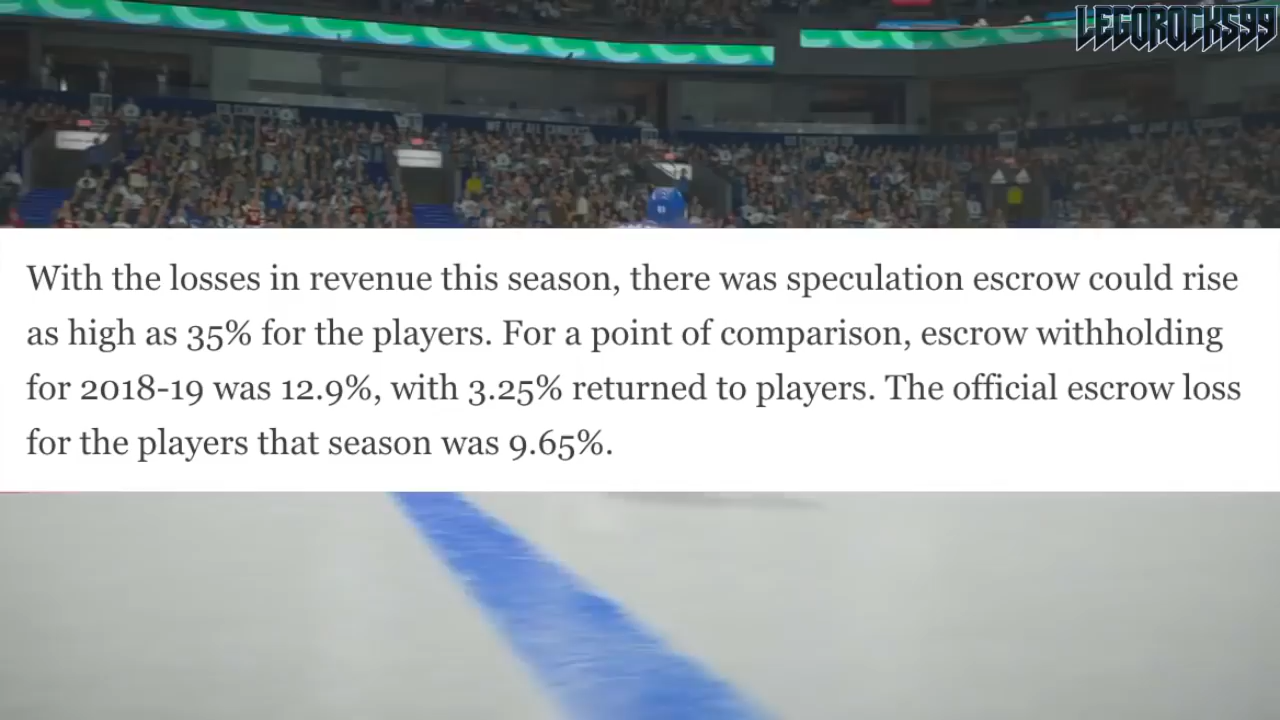 LEGOROCKS99
With the losses in revenue this season, there was speculation escrow could rise
as high as 35% for the players. For a point of comparison, escrow withholding
for 2018-19 was 12.9%, with 3.25% returned to players. The official escrow loss
for the players that season was 9.65%.